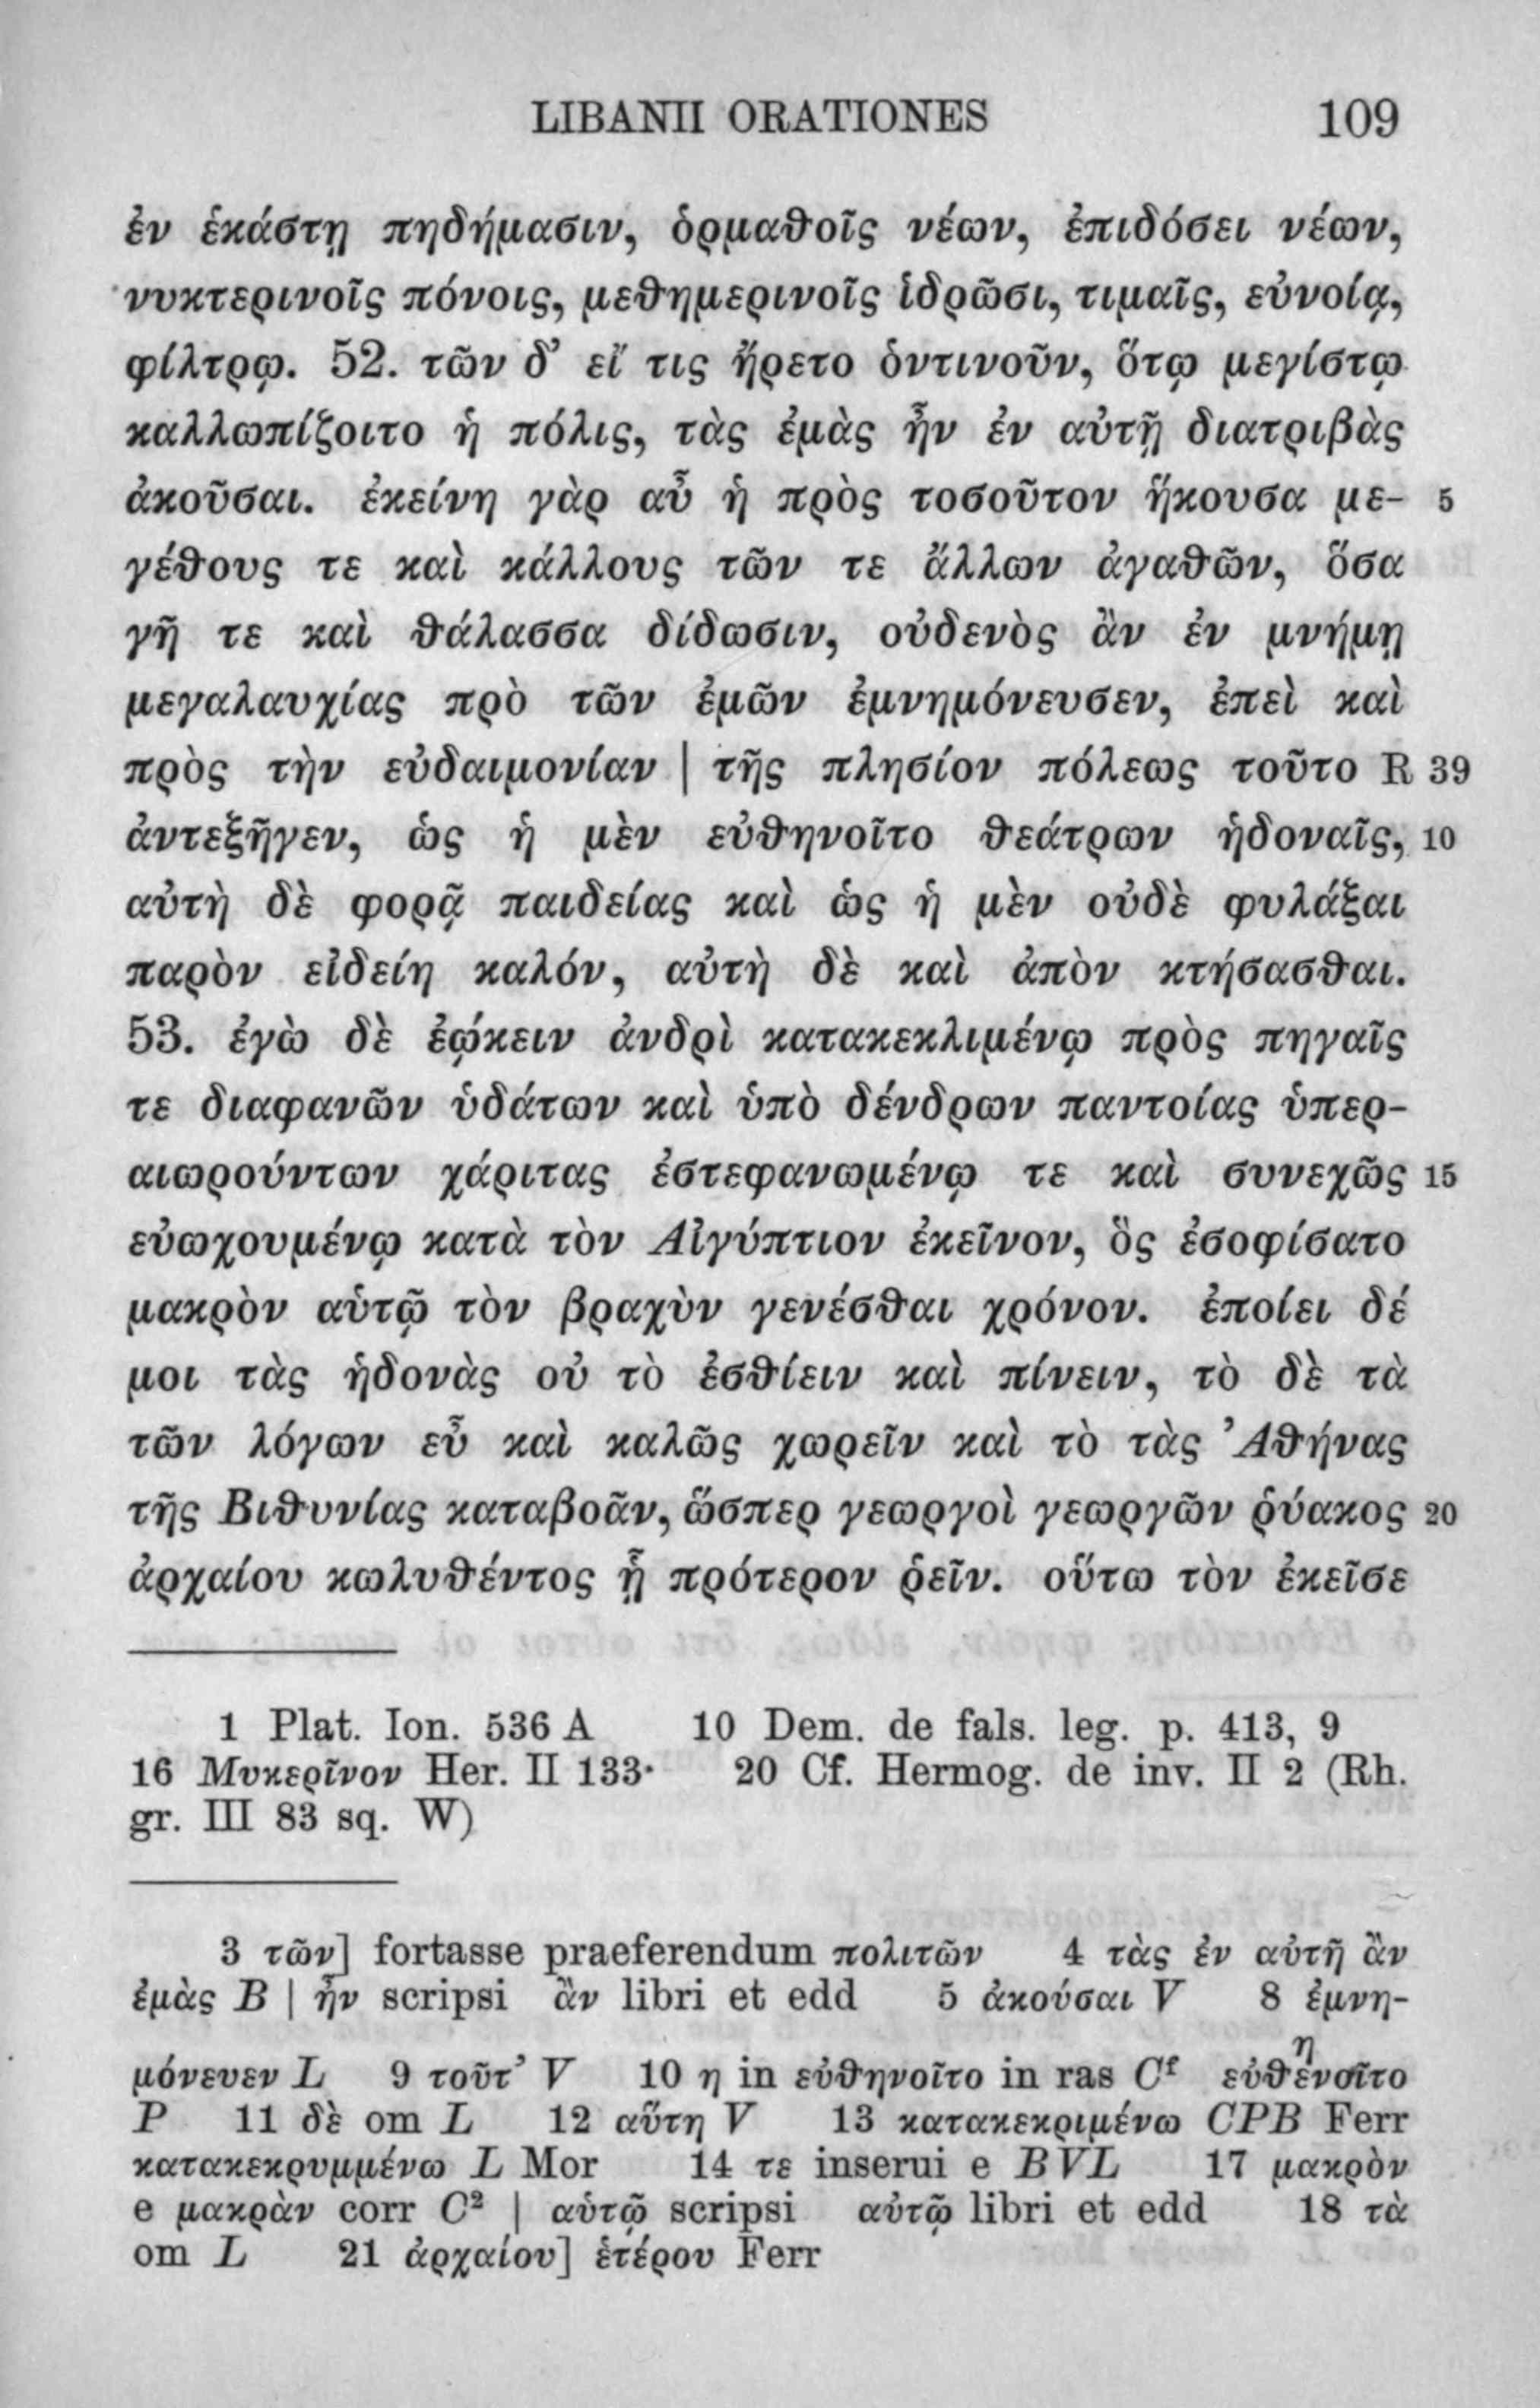 LIBANII ORATIONES 109
ἐν ἑκάστῃ πηδήμασιν, ὁρμαθοῖς νέων, ἐπιδόσει νέων,
νυκτερινοῖς πόνοις, μεθημερινοῖς ἱδρῶσι, τιμαῖς, εὐνοίᾳ,
φίλτρῳ. 52. τῶν δ’ εἴ τις ἤρετο ὁντινοῦν, ὅτῳ μεγίστῳ
καλλωπίζοιτο ἡ πόλις, τὰς ἐμὰς ἦν ἐν αὐτῇ διατριβὰς
ἀκοῦσαι. ἐκείνη γὰρ αὖ ἡ πρὸς τοσοῦτον ἥκουσα με- 5
γέθους τε καὶ κάλλους τῶν τε ἄλλων ἀγαθῶν, ὅσα
γῆ τε καὶ θάλασσα δίδωσιν, οὐδενὸς ἂν ἐν μνήμῃ
μεγαλαυχίας πρὸ τῶν ἐμῶν ἐμνημόνευσεν, ἐπεὶ καὶ
πρὸς τὴν εὐδαιμονίαν | τῆς πλησίον πόλεως τοῦτο R 39
ἀντεξῆγεν, ὡς ἡ μὲν εὐθηνοῖτο θεάτρων ἡδοναῖς, 10
αὐτὴ δὲ φορᾷ παιδείας καὶ ὡς ἡ μὲν οὐδὲ φυλάξαι
παρὸν εἰδείη καλόν, αὐτὴ δὲ καὶ ἀπὸν κτήσασθαι.
53. ἐγὼ δὲ ἐῴκειν ἀνδρὶ κατακεκλιμένῳ πρὸς πηγαῖς
τε διαφανῶν ὑδάτων καὶ ὑπὸ δένδρων παντοίας ὑπερ-
αιωρούντων χάριτας ἐστεφανωμένῳ τε καὶ συνεχῶς 15
εὐωχουμένῳ κατὰ τὸν Αἰγύπτιον ἐκεῖνον, ὃς ἐσοφίσατο
μακρὸν αὑτῷ τὸν βραχὺν γενέσθαι χρόνον. ἐποίει δέ
μοι τὰς ἡδονὰς οὐ τὸ ἐσθίειν καὶ πίνειν, τὸ δὲ τὰ
τῶν λόγων εὖ καὶ καλῶς χωρεῖν καὶ τὸ τὰς Ἀθήνας
τῆς Βιθυνίας καταβοᾶν, ὥσπερ γεωργοὶ γεωργῶν ῥύακος 20
ἀρχαίου κωλυθέντος ᾗ πρότερον ῥεῖν. οὕτω τὸν ἐκεῖσε
1 Plat. Ion. 536 A 10 Dem. de fals. leg. p. 413, 9
16 Μυκερῖνον Her. II 133· 20 Cf. Hermog. de inv. II 2 (Rh.
gr. III 83 sq. W)
3 τῶν] fortasse praeferendum πολιτῶν 4 τὰς ἐν αὐτῇ ἂν
ἐμὰς B | ἦν scripsi ἂν libri et edd 5 ἀκούσαι V 8 ἐμνη-
μόνευεν L 9 τοῦτ’ V 10 η in εὐθηνοῖτο in ras Cᶠ εὐθενοῖτο
P 11 δὲ om L 12 αὕτη V 13 κατακεκριμένω CPB Ferr
κατακεκρυμμένω L Mor 14 τε inserui e BVL 17 μακρὸν
e μακρὰν corr C² | αὑτῷ scripsi αὐτῷ libri et edd 18 τὰ
om L 21 ἀρχαίου] ἑτέρου Ferr